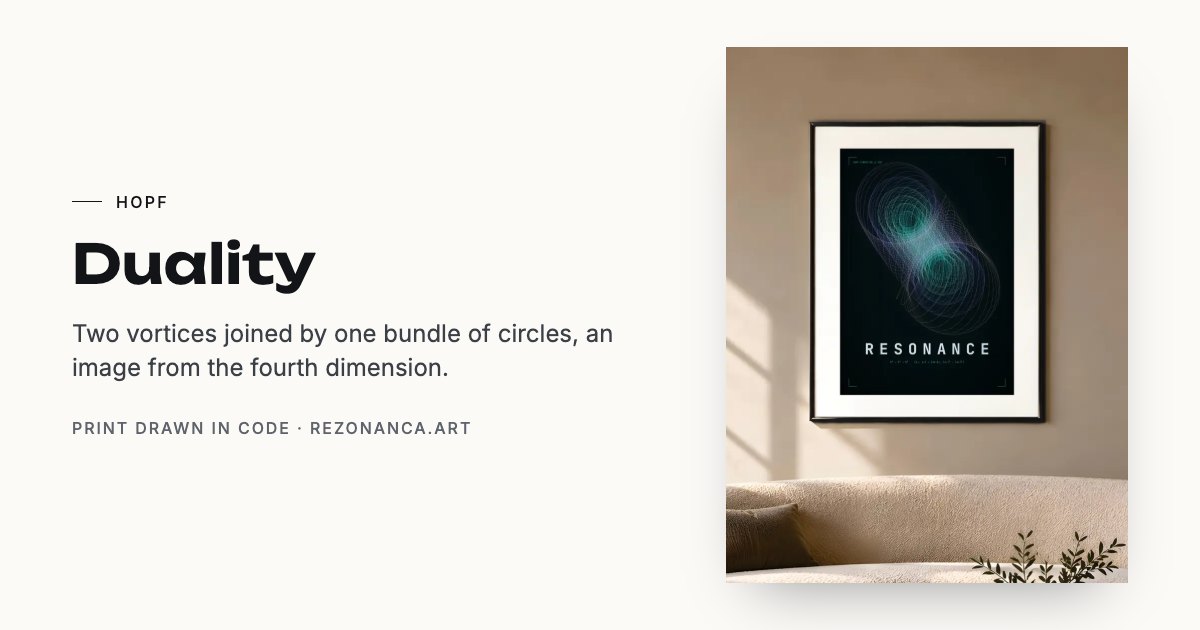 HOPF
Duality
Two vortices joined by one bundle of circles, an
image from the fourth dimension.
PRINT DRAWN IN CODE · REZONANCA.ART
RESONANCE